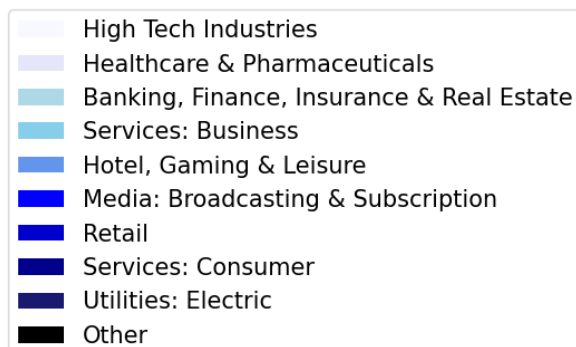 High Tech Industries
Healthcare & Pharmaceuticals
Banking, Finance, Insurance & Real Estate
Services: Business
Hotel, Gaming & Leisure
Media: Broadcasting & Subscription
Retail
Services: Consumer
Utilities: Electric
Other